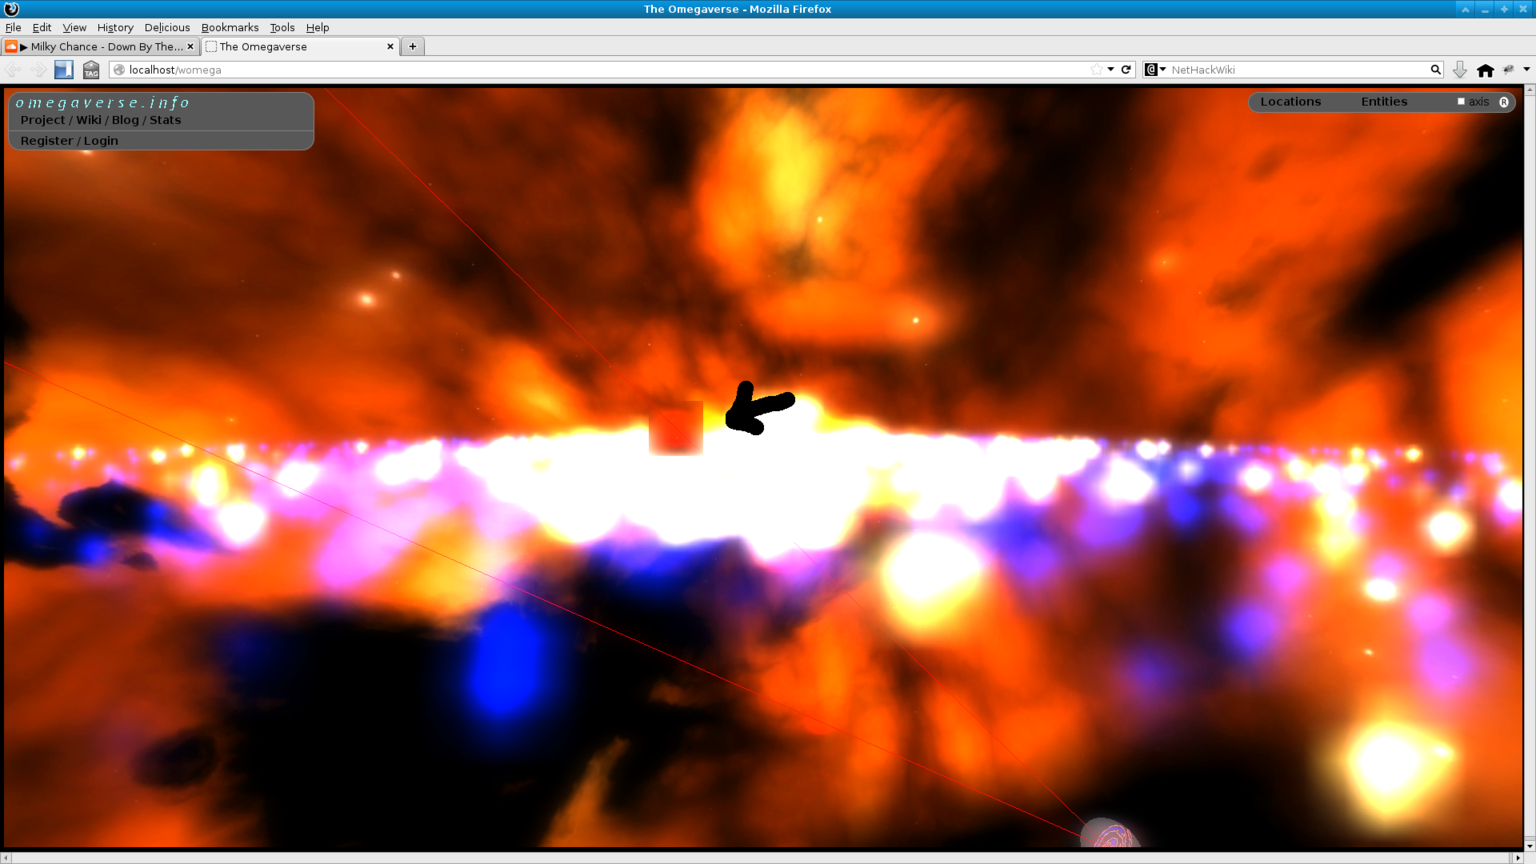 The Omegaverse - Mozilla Firefox
File Edit View History Delicious Bookmarks Tools Help
▶ Milky Chance - Down By The... The Omegaverse
TAG localhost/womega NetHackWiki
omegaverse.info
Project / Wiki / Blog / Stats
Register / Login
Locations Entities axis R